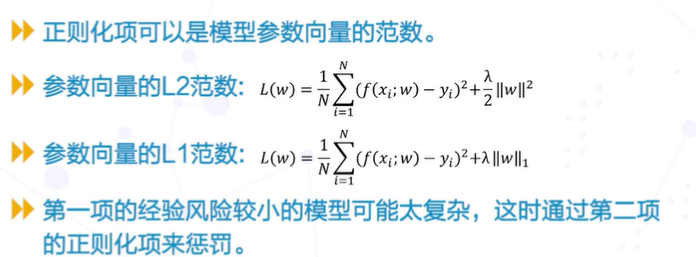 正则化项可以是模型参数向量的范数。
参数向量的L2范数: L(w) = \frac{1}{N} \sum_{i=1}^{N} (f(x_i; w) − y_i)^2 + \frac{λ}{2} ‖w‖^2
参数向量的L1范数: L(w) = \frac{1}{N} \sum_{i=1}^{N} (f(x_i; w) − y_i)^2 + λ‖w‖_1
第一项的经验风险较小的模型可能太复杂，这时通过第二项
的正则化项来惩罚。